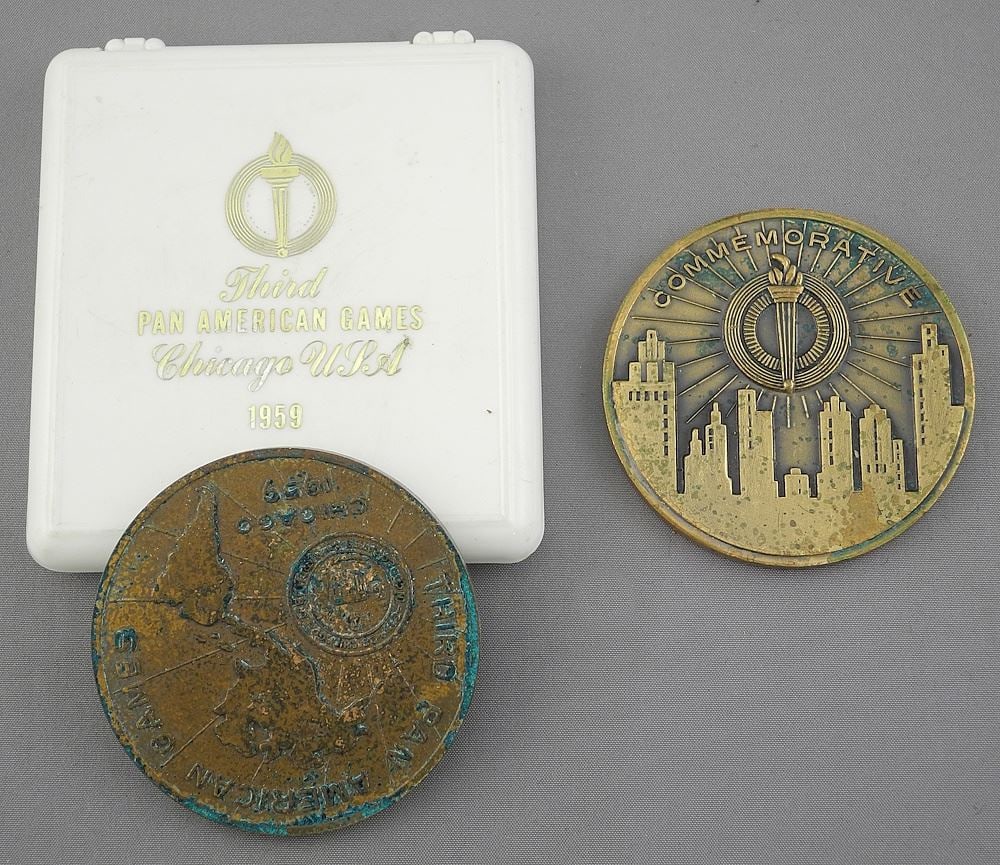 Third
PAN AMERICAN GAMES
Chicago USA
1959
COMMEMORATIVE
THIRD PAN AMERICAN GAMES
CHICAGO
1959